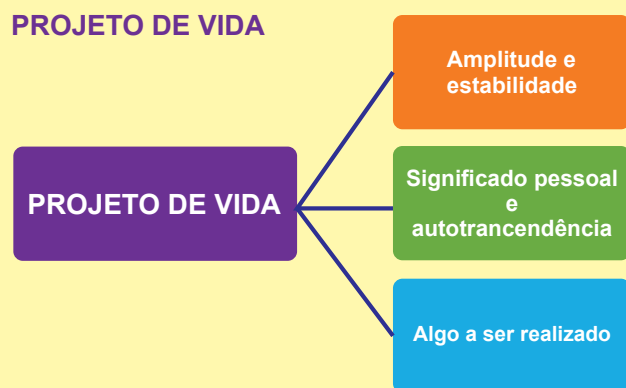 PROJETO DE VIDA
PROJETO DE VIDA
Amplitude e
estabilidade
Significado pessoal
e
autotrancendência
Algo a ser realizado